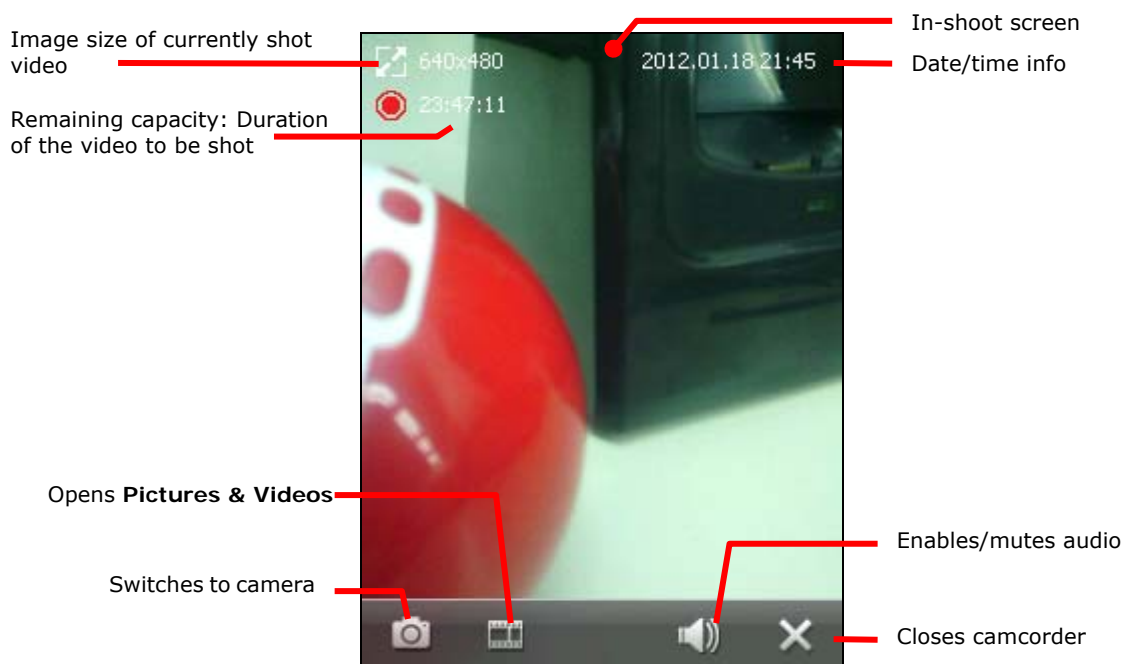 In-shoot screen
Image size of currently shot
video
640x480
2012.01.18 21:45
Date/time info
23:47:11
Remaining capacity: Duration
of the video to be shot
Opens Pictures & Videos
Enables/mutes audio
Switches to camera
Closes camcorder